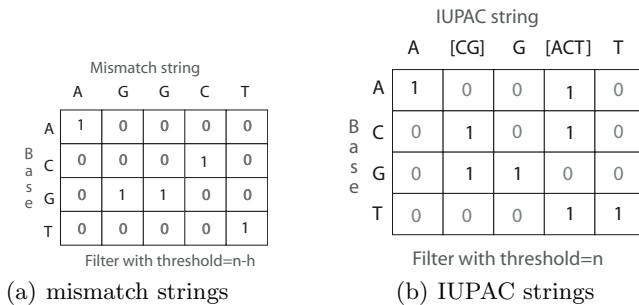 Mismatch string
A G G C T
Base
A 1 0 0 0 0
C 0 0 0 1 0
G 0 1 1 0 0
T 0 0 0 0 1
Filter with threshold=n-h
(a) mismatch strings
IUPAC string
A [CG] G [ACT] T
Base
A 1 0 0 1 0
C 0 1 0 1 0
G 0 1 1 0 0
T 0 0 0 1 1
Filter with threshold=n
(b) IUPAC strings